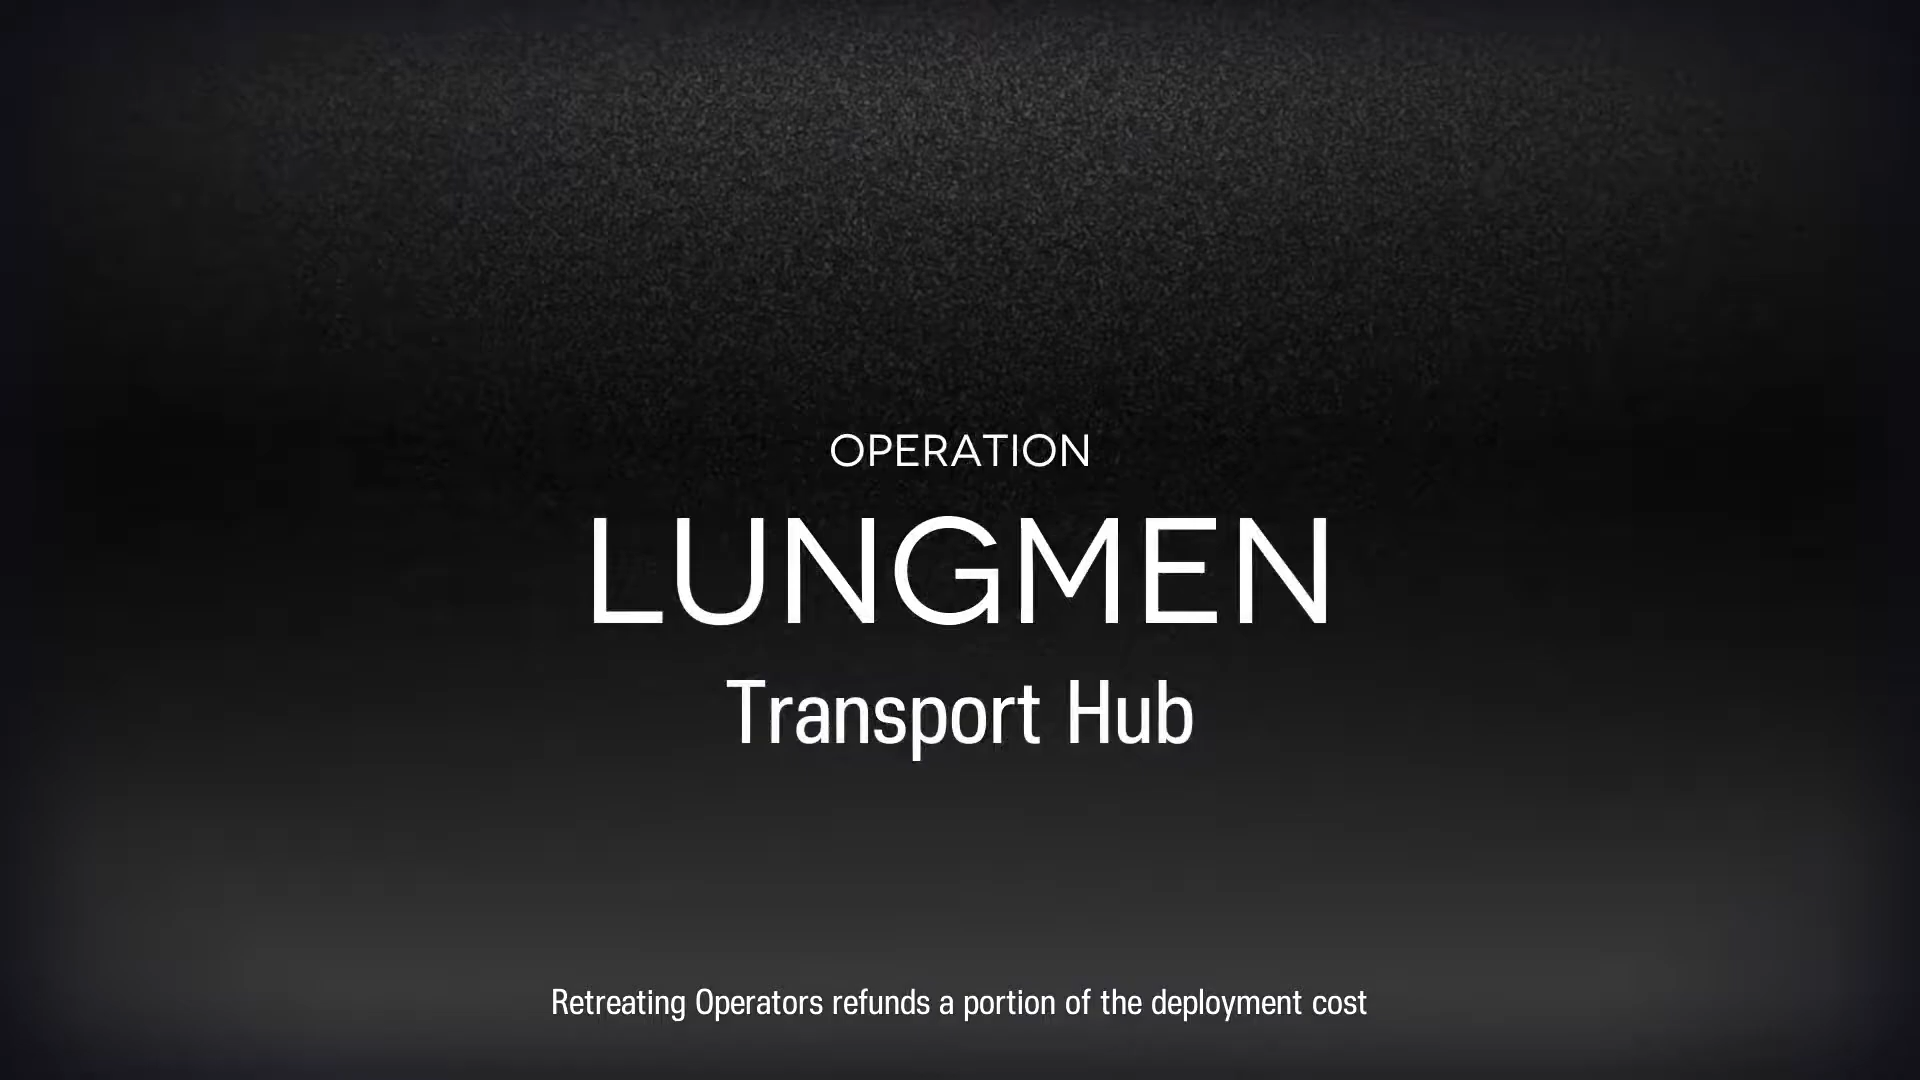 OPERATION
LUNGMEN
Transport Hub
Retreating Operators refunds a portion of the deployment cost